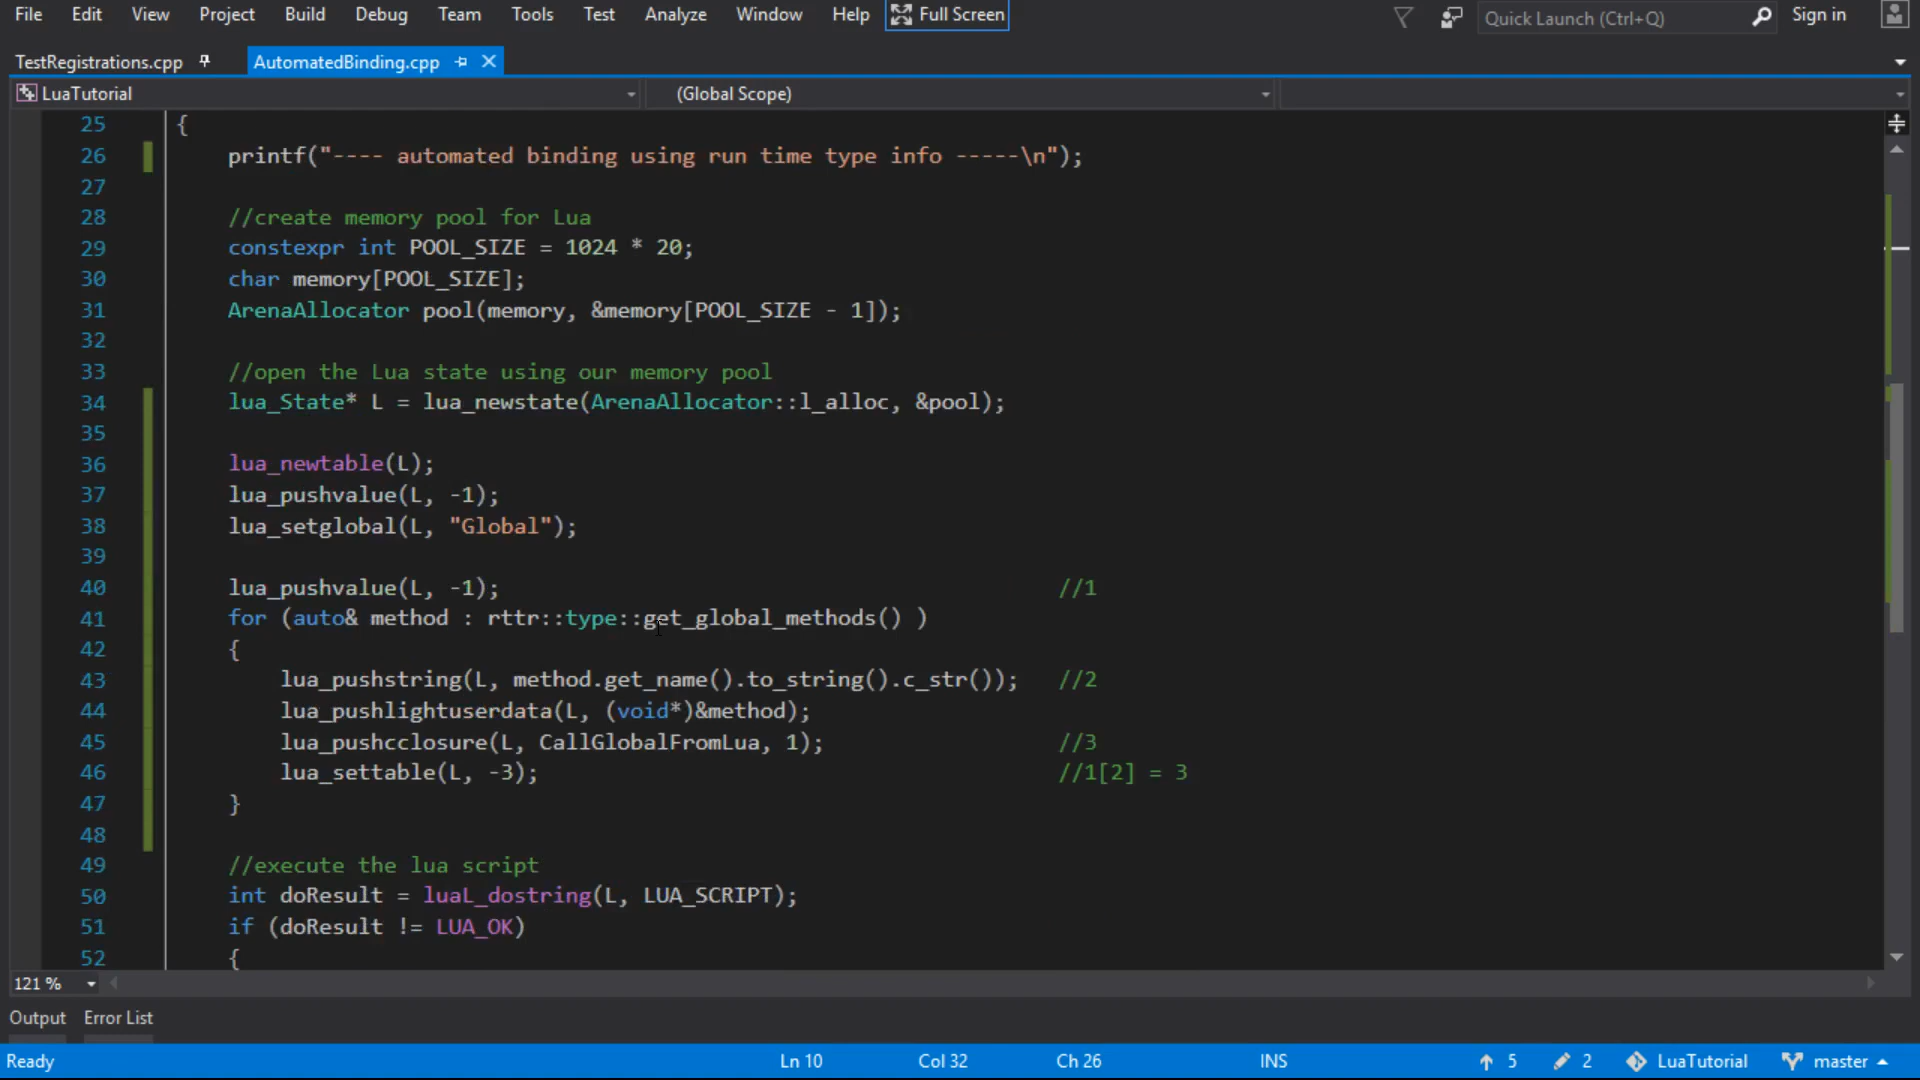 File Edit View Project Build Debug Team Tools Test Analyze Window Help Full Screen Quick Launch (Ctrl+Q) Sign in
TestRegistrations.cpp AutomatedBinding.cpp
LuaTutorial (Global Scope)
25 {
26 printf("---- automated binding using run time type info -----\n");
27
28 //create memory pool for Lua
29 constexpr int POOL_SIZE = 1024 * 20;
30 char memory[POOL_SIZE];
31 ArenaAllocator pool(memory, &memory[POOL_SIZE - 1]);
32
33 //open the Lua state using our memory pool
34 lua_State* L = lua_newstate(ArenaAllocator::l_alloc, &pool);
35
36 lua_newtable(L);
37 lua_pushvalue(L, -1);
38 lua_setglobal(L, "Global");
39
40 lua_pushvalue(L, -1); //1
41 for (auto& method : rttr::type::get_global_methods() )
42 {
43 lua_pushstring(L, method.get_name().to_string().c_str()); //2
44 lua_pushlightuserdata(L, (void*)&method);
45 lua_pushcclosure(L, CallGlobalFromLua, 1); //3
46 lua_settable(L, -3); //1[2] = 3
47 }
48
49 //execute the lua script
50 int doResult = luaL_dostring(L, LUA_SCRIPT);
51 if (doResult != LUA_OK)
52 {
121 %
Output Error List
Ready Ln 10 Col 32 Ch 26 INS 5 2 LuaTutorial master